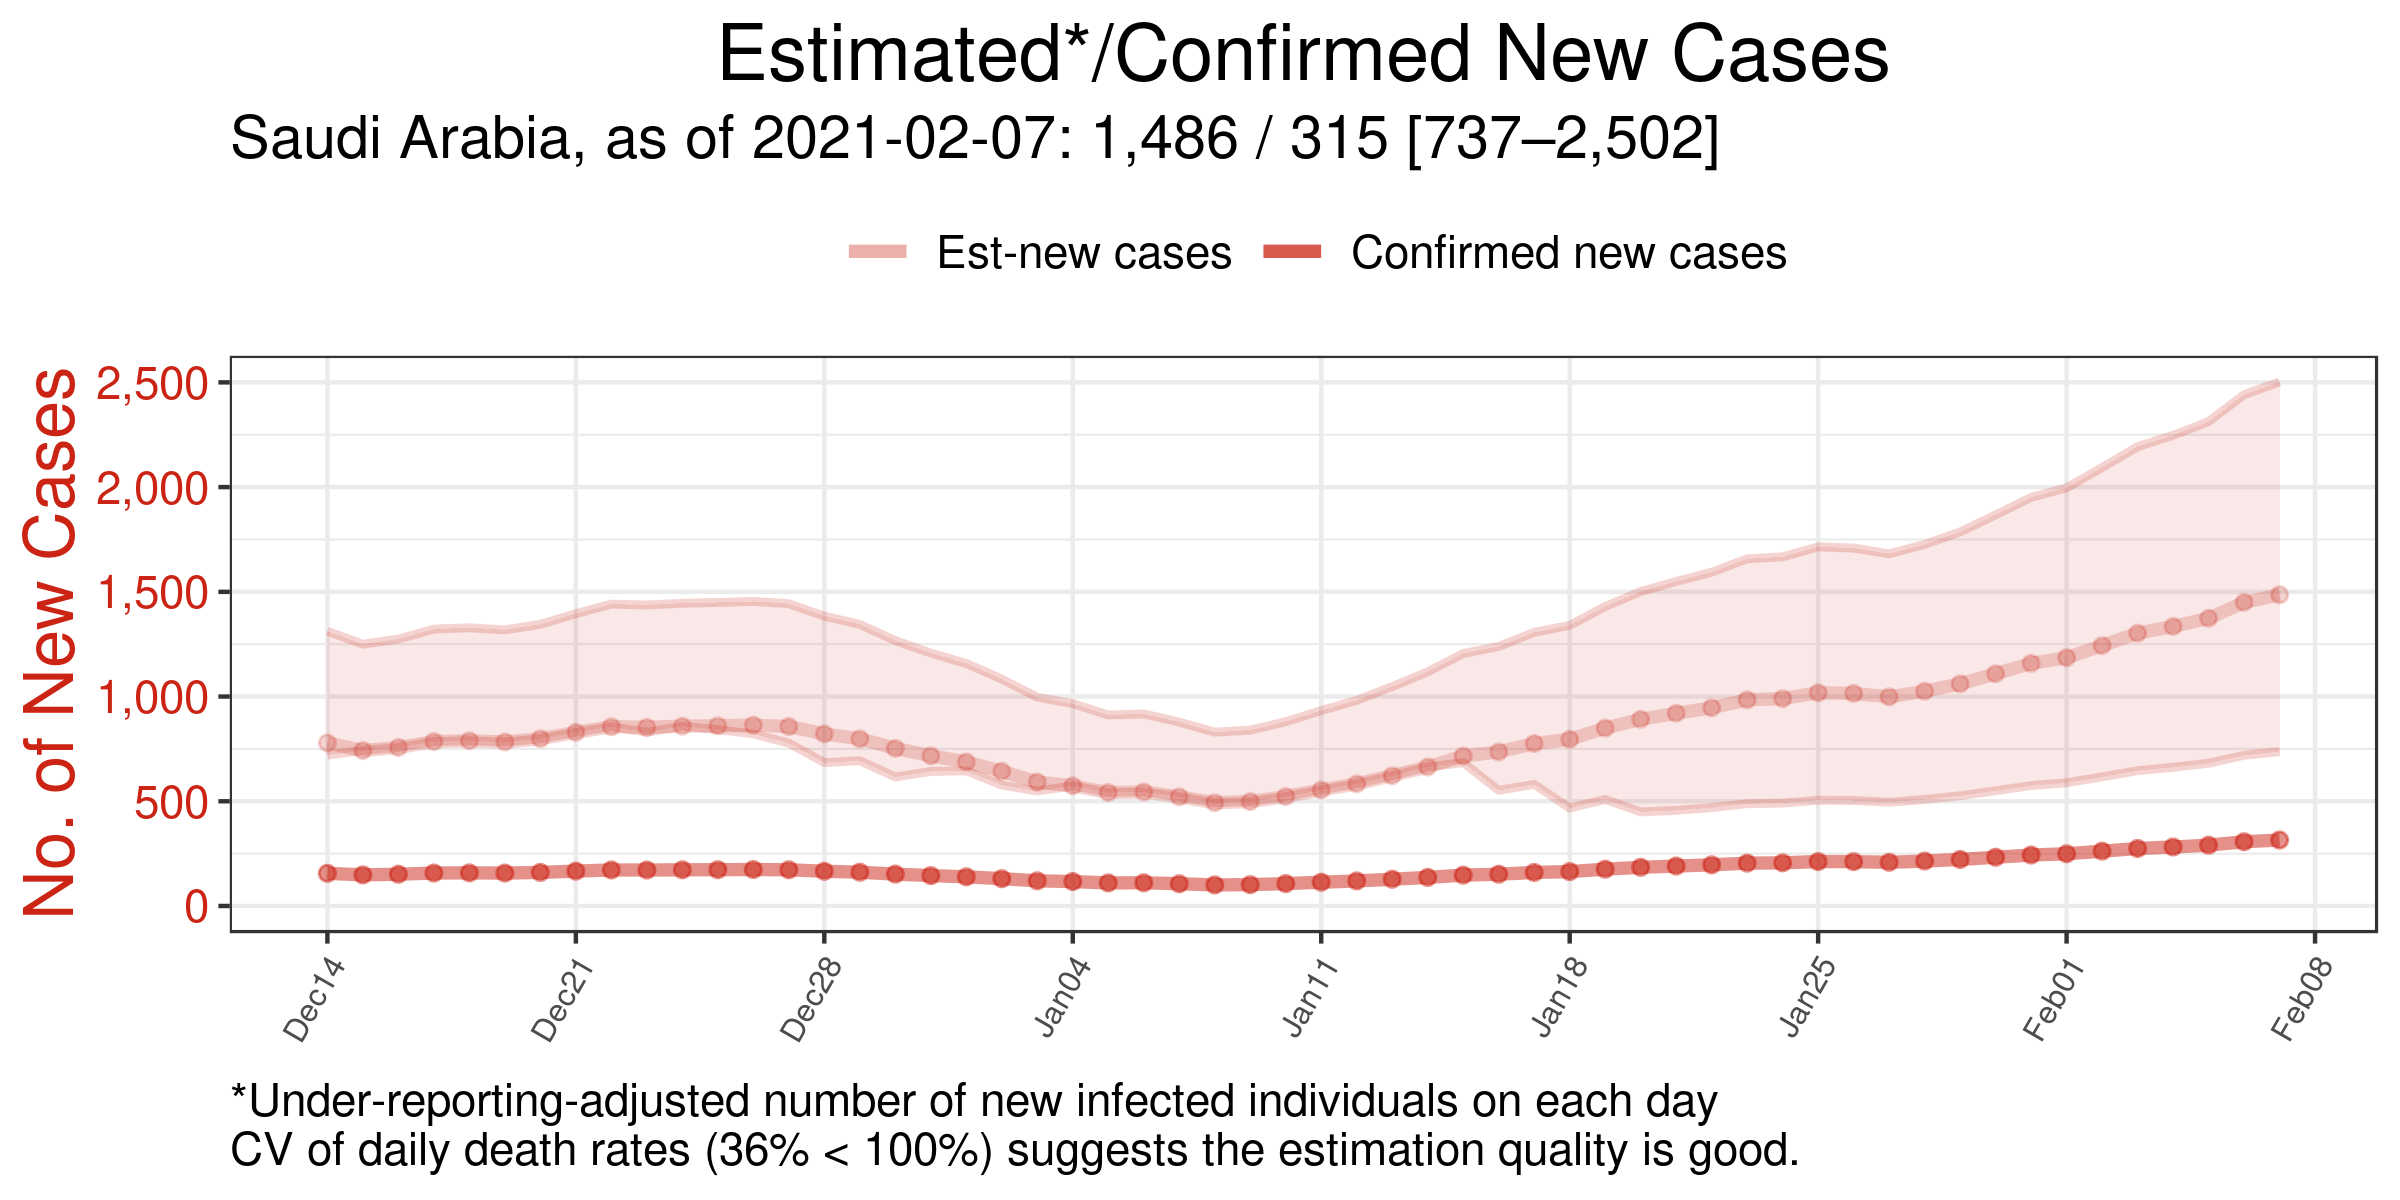 Estimated*/Confirmed New Cases
Saudi Arabia, as of 2021-02-07: 1,486 / 315 [737–2,502]
Est-new cases
Confirmed new cases
No. of New Cases
2,500
2,000
1,500
1,000
500
0
Dec14
Dec21
Dec28
Jan04
Jan11
Jan18
Jan25
Feb01
Feb08
*Under-reporting-adjusted number of new infected individuals on each day
CV of daily death rates (36% < 100%) suggests the estimation quality is good.